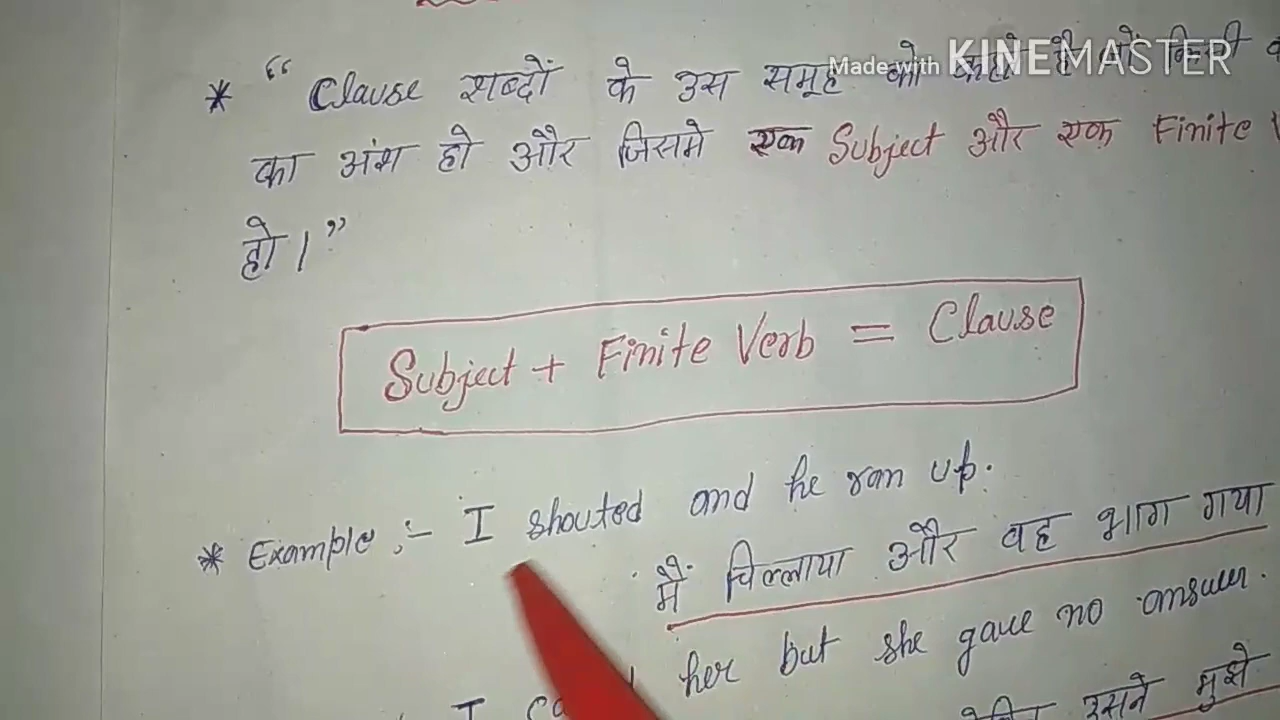 Made with KINEMASTER
* “ Clause शब्दों के उस समूह को कहते है जो किसी
का अंश हो और जिसमे एक Subject और एक Finite
हो।”
Subject + Finite Verb = Clause
* Example :- I shouted and he ran up.
मैं चिल्लाया और वह भाग गया
I her but she gave no answer.
उसने मुझे